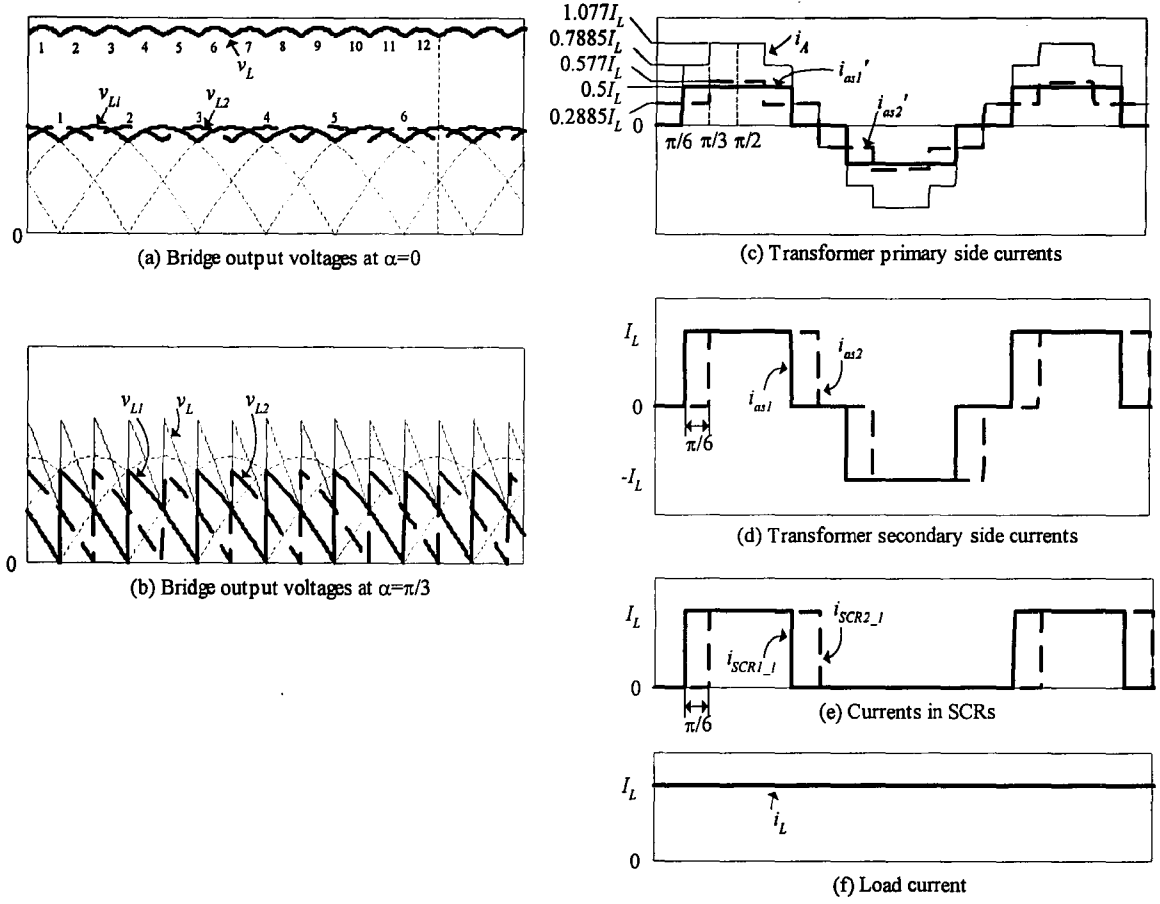 1 2 3 4 5 6 7 8 9 10 11 12
v_L
v_L1 v_L2
1 2 3 4 5 6
0
(a) Bridge output voltages at α=0
v_L1 v_L v_L2
0
(b) Bridge output voltages at α=π/3
1.077I_L
0.7885I_L
0.577I_L
0.5I_L
0.2885I_L
0
i_A
i_as1'
i_as2'
π/6 π/3 π/2
(c) Transformer primary side currents
I_L
0
-I_L
i_as2
i_as1
π/6
(d) Transformer secondary side currents
I_L
0
i_SCR2_1
i_SCR1_1
π/6
(e) Currents in SCRs
I_L
i_L
0
(f) Load current